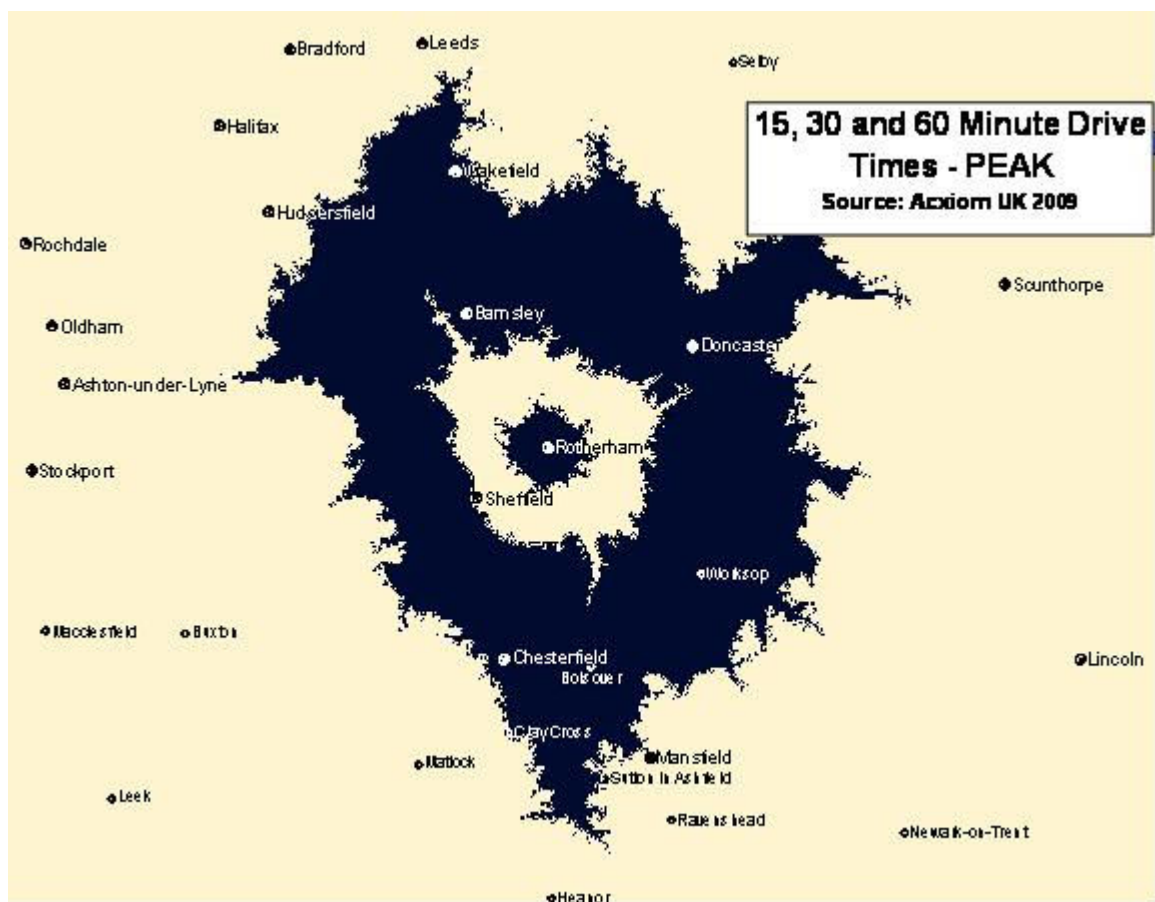 Bradford
Leeds
Selby
15, 30 and 60 Minute Drive
Times - PEAK
Source: Acxiom UK 2009
Halifax
Wakefield
Huddersfield
Rochdale
Scunthorpe
Barnsley
Oldham
Doncaster
Ashton-under-Lyne
Rotherham
Stockport
Sheffield
Worksop
Macclesfield
Buxton
Chesterfield
Lincoln
Bolsover
Clay Cross
Mansfield
Matlock
Sutton in Ashfield
Leek
Ravenshead
Newark-on-Trent
Heanor